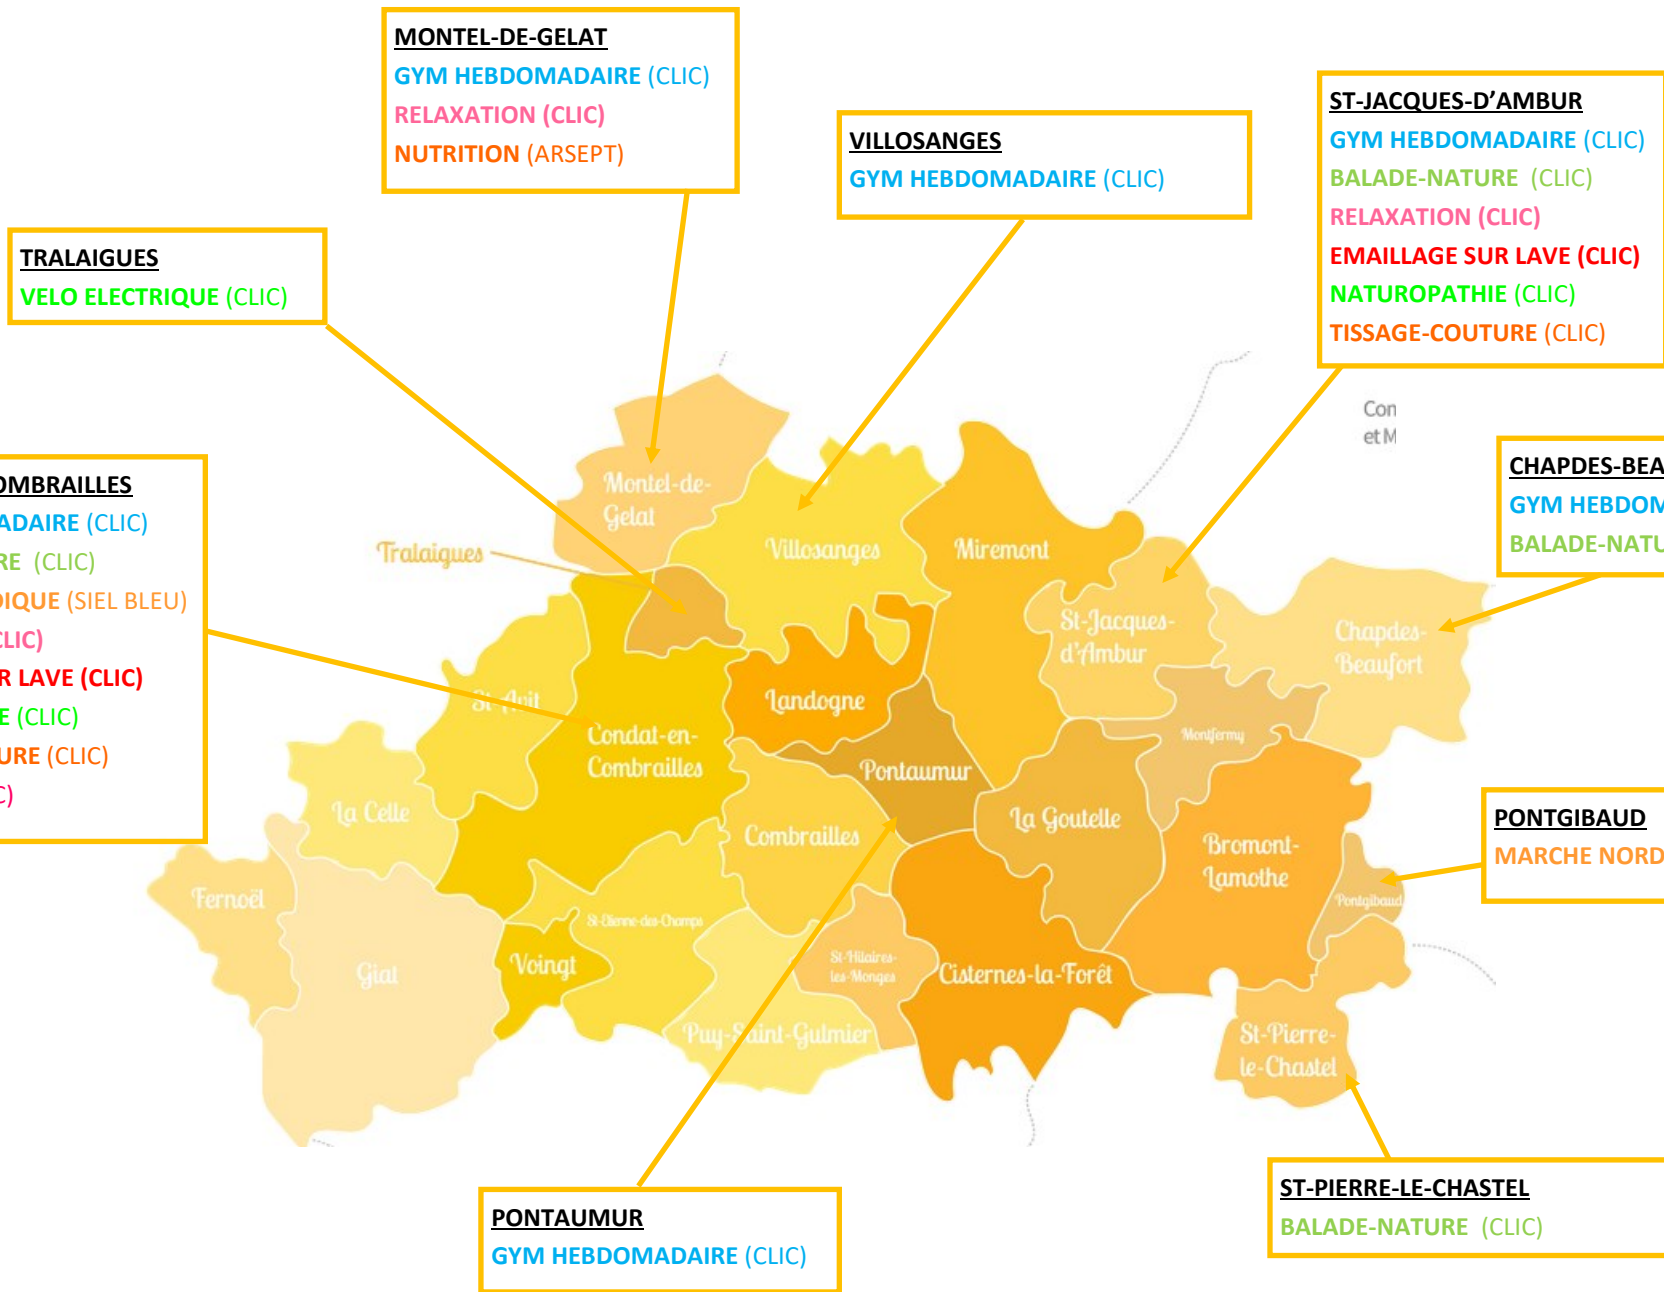 MONTEL-DE-GELAT
GYM HEBDOMADAIRE (CLIC)
RELAXATION (CLIC)
NUTRITION (ARSEPT)
VILLOSANGES
GYM HEBDOMADAIRE (CLIC)
ST-JACQUES-D’AMBUR
GYM HEBDOMADAIRE (CLIC)
BALADE-NATURE (CLIC)
RELAXATION (CLIC)
EMAILLAGE SUR LAVE (CLIC)
NATUROPATHIE (CLIC)
TISSAGE-COUTURE (CLIC)
TRALAIGUES
VELO ELECTRIQUE (CLIC)
Con
et M
OMBRAILLES
ADAIRE (CLIC)
RE (CLIC)
DIQUE (SIEL BLEU)
CLIC)
R LAVE (CLIC)
E (CLIC)
URE (CLIC)
C)
CHAPDES-BEA
GYM HEBDOM
BALADE-NATU
Montel-de-
Gelat
Tralaigues
Villosanges
Miremont
St-Jacques-
d'Ambur
Chapdes-
Beaufort
St-Avit
Landogne
Condat-en-
Combrailles
Montfermy
Pontaumur
La Celle
La Goutelle
Combrailles
Bromont-
Lamothe
PONTGIBAUD
MARCHE NORD
Fernoël
Pontgibaud
St-Etienne-des-Champs
Giat
Voingt
St-Hilaires-
les-Monges
Cisternes-la-Forêt
Puy-Saint-Gulmier
St-Pierre-
le-Chastel
PONTAUMUR
GYM HEBDOMADAIRE (CLIC)
ST-PIERRE-LE-CHASTEL
BALADE-NATURE (CLIC)